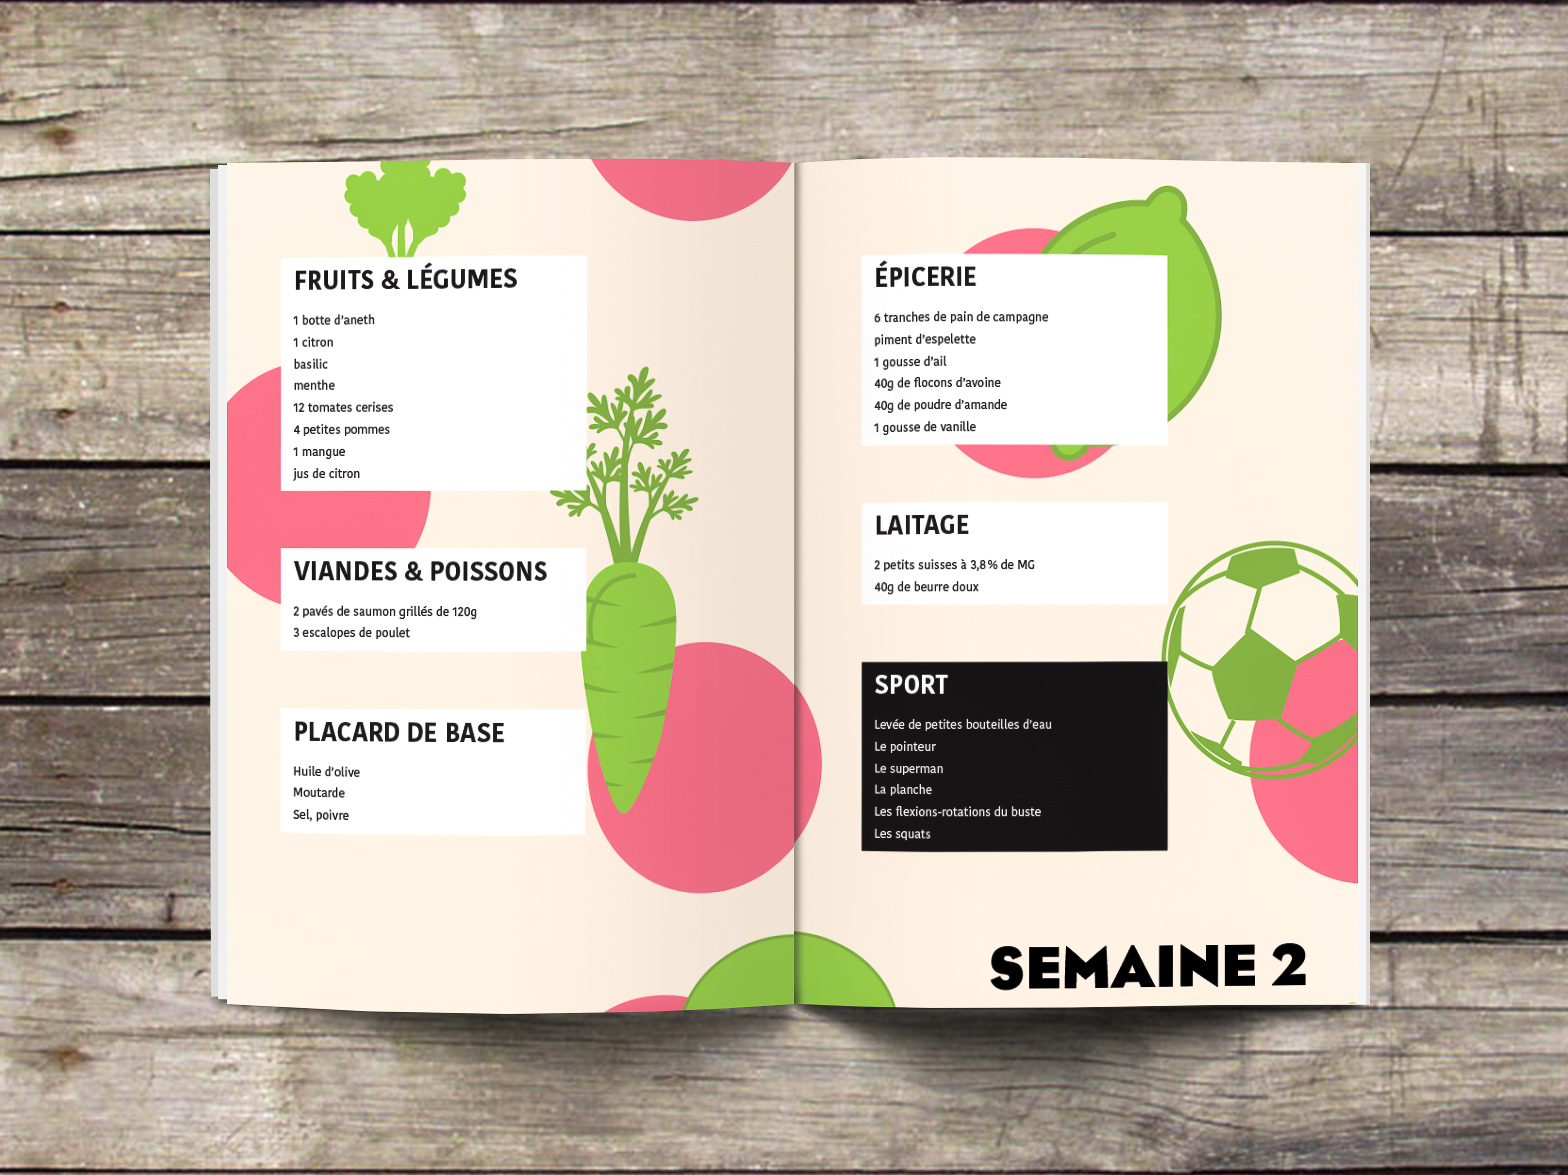 FRUITS & LÉGUMES
1 botte d'aneth
1 citron
basilic
menthe
12 tomates cerises
4 petites pommes
1 mangue
jus de citron
VIANDES & POISSONS
2 pavés de saumon grillés de 120g
3 escalopes de poulet
PLACARD DE BASE
Huile d'olive
Moutarde
Sel, poivre
ÉPICERIE
6 tranches de pain de campagne
piment d'espelette
1 gousse d'ail
40g de flocons d'avoine
40g de poudre d'amande
1 gousse de vanille
LAITAGE
2 petits suisses à 3,8% de MG
40g de beurre doux
SPORT
Levée de petites bouteilles d'eau
Le pointeur
Le superman
La planche
Les flexions-rotations du buste
Les squats
SEMAINE 2